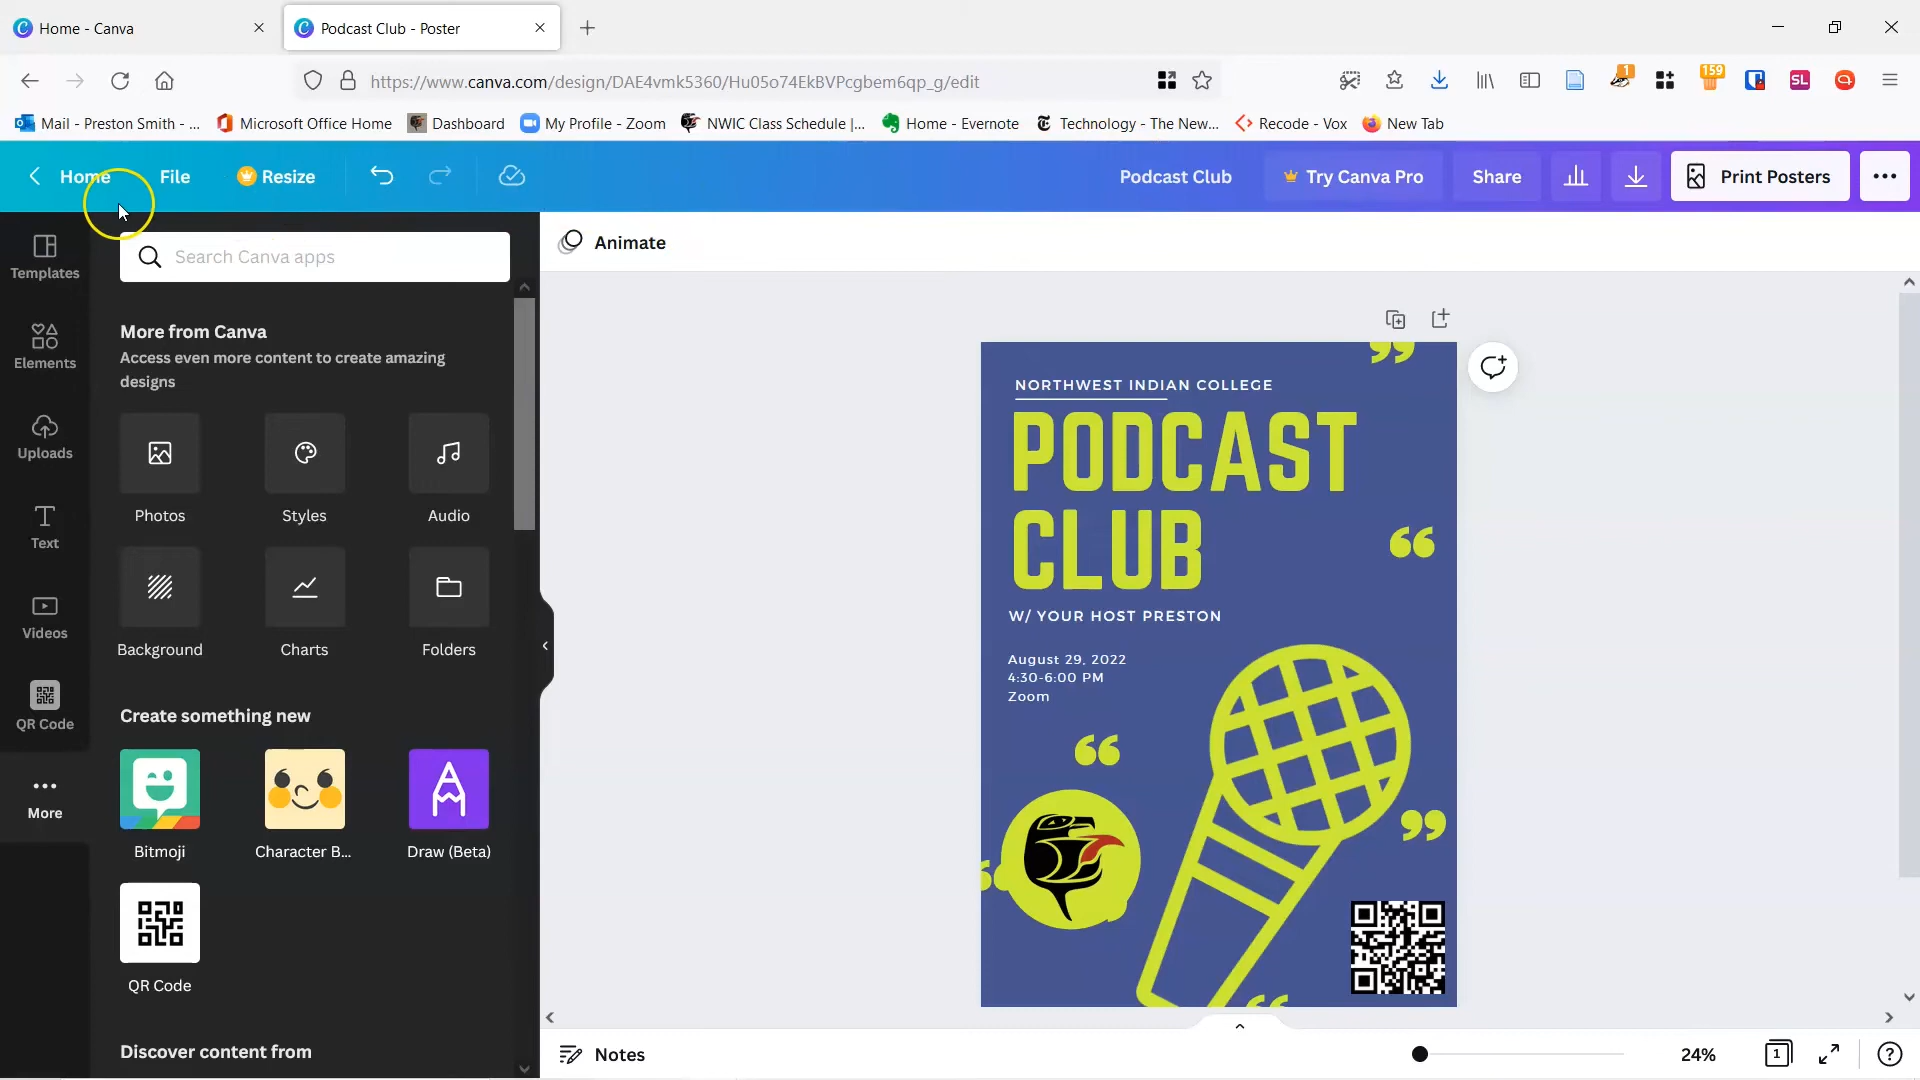 Home - Canva
Podcast Club - Poster
https://www.canva.com/design/DAE4vmk5360/Hu05o74EkBVPcgbem6qp_g/edit
1
159
SL
Mail - Preston Smith - ...
Microsoft Office Home
Dashboard
My Profile - Zoom
NWIC Class Schedule |...
Home - Evernote
Technology - The New...
Recode - Vox
New Tab
Home
File
Resize
Podcast Club
Try Canva Pro
Share
Print Posters
Templates
Elements
Uploads
Text
Videos
QR Code
More
Search Canva apps
More from Canva
Access even more content to create amazing
designs
Photos
Styles
Audio
Background
Charts
Folders
Create something new
Bitmoji
Character B...
Draw (Beta)
QR Code
Discover content from
Animate
NORTHWEST INDIAN COLLEGE
PODCAST
CLUB
W/ YOUR HOST PRESTON
August 29, 2022
4:30-6:00 PM
Zoom
Notes
24%
1